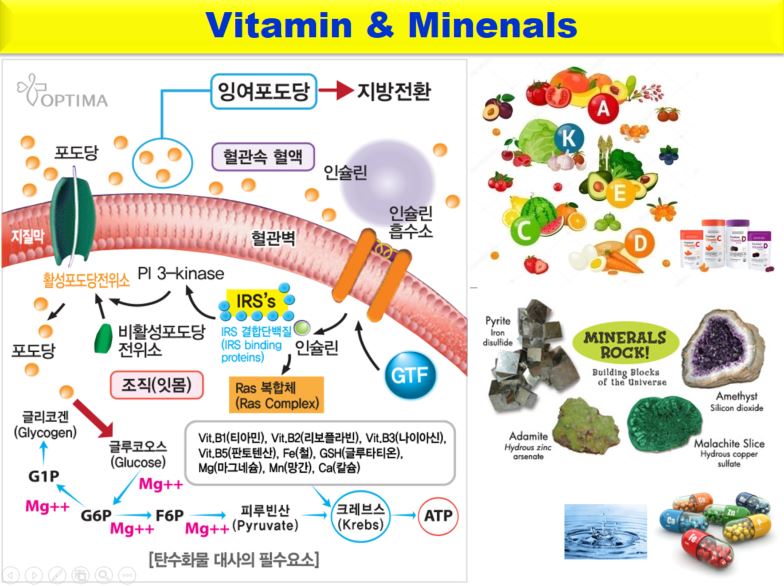 Vitamin & Minenals
OPTIMA
잉여포도당
지방전환
포도당
혈관속 혈액
인슐린
인슐린
흡수소
지질막
혈관벽
활성포도당전위소
PI 3-kinase
IRS's
IRS 결합단백질
(IRS binding
proteins)
인슐린
비활성포도당
전위소
포도당
GTF
조직(잇몸)
Ras 복합체
(Ras Complex)
글리코겐
(Glycogen)
글루코오스
(Glucose)
Vit,B1(티아민), Vit,B2(리보플라빈), Vit,B3(나이아신),
Vit,B5(판토텐산), Fe(철), GSH(글루타티온),
Mg(마그네슘), Mn(망간), Ca(칼슘)
G1P
Mg++
Mg++
G6P
Mg++
F6P
Mg++
피루빈산
(Pyruvate)
크레브스
(Krebs)
ATP
[탄수화물 대사의 필수요소]
A
K
E
C
D
C
D
Pyrite
Iron
disulfide
MINERALS
ROCK!
Building Blocks
of the Universe
Amethyst
Silicon dioxide
Adamite
Hydrous zinc
arsenate
Malachite Slice
Hydrous copper
sulfate
Zn
Fe